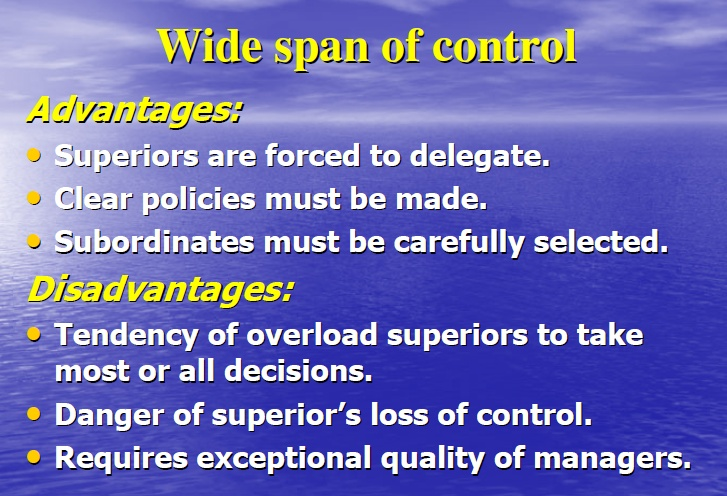 Wide span of control
Advantages:
• Superiors are forced to delegate.
• Clear policies must be made.
• Subordinates must be carefully selected.
Disadvantages:
• Tendency of overload superiors to take
most or all decisions.
• Danger of superior’s loss of control.
• Requires exceptional quality of managers.